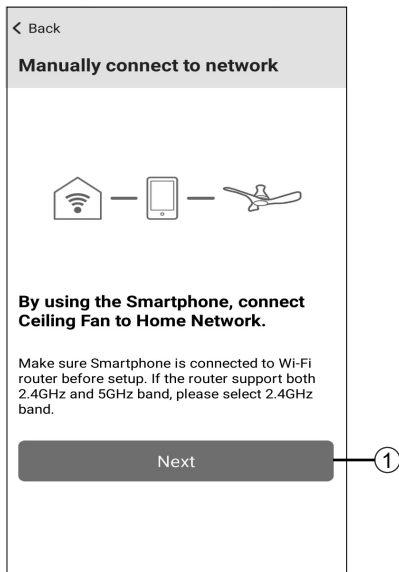 Back
Manually connect to network
By using the Smartphone, connect
Ceiling Fan to Home Network.
Make sure Smartphone is connected to Wi-Fi
router before setup. If the router support both
2.4GHz and 5GHz band, please select 2.4GHz
band.
Next
1